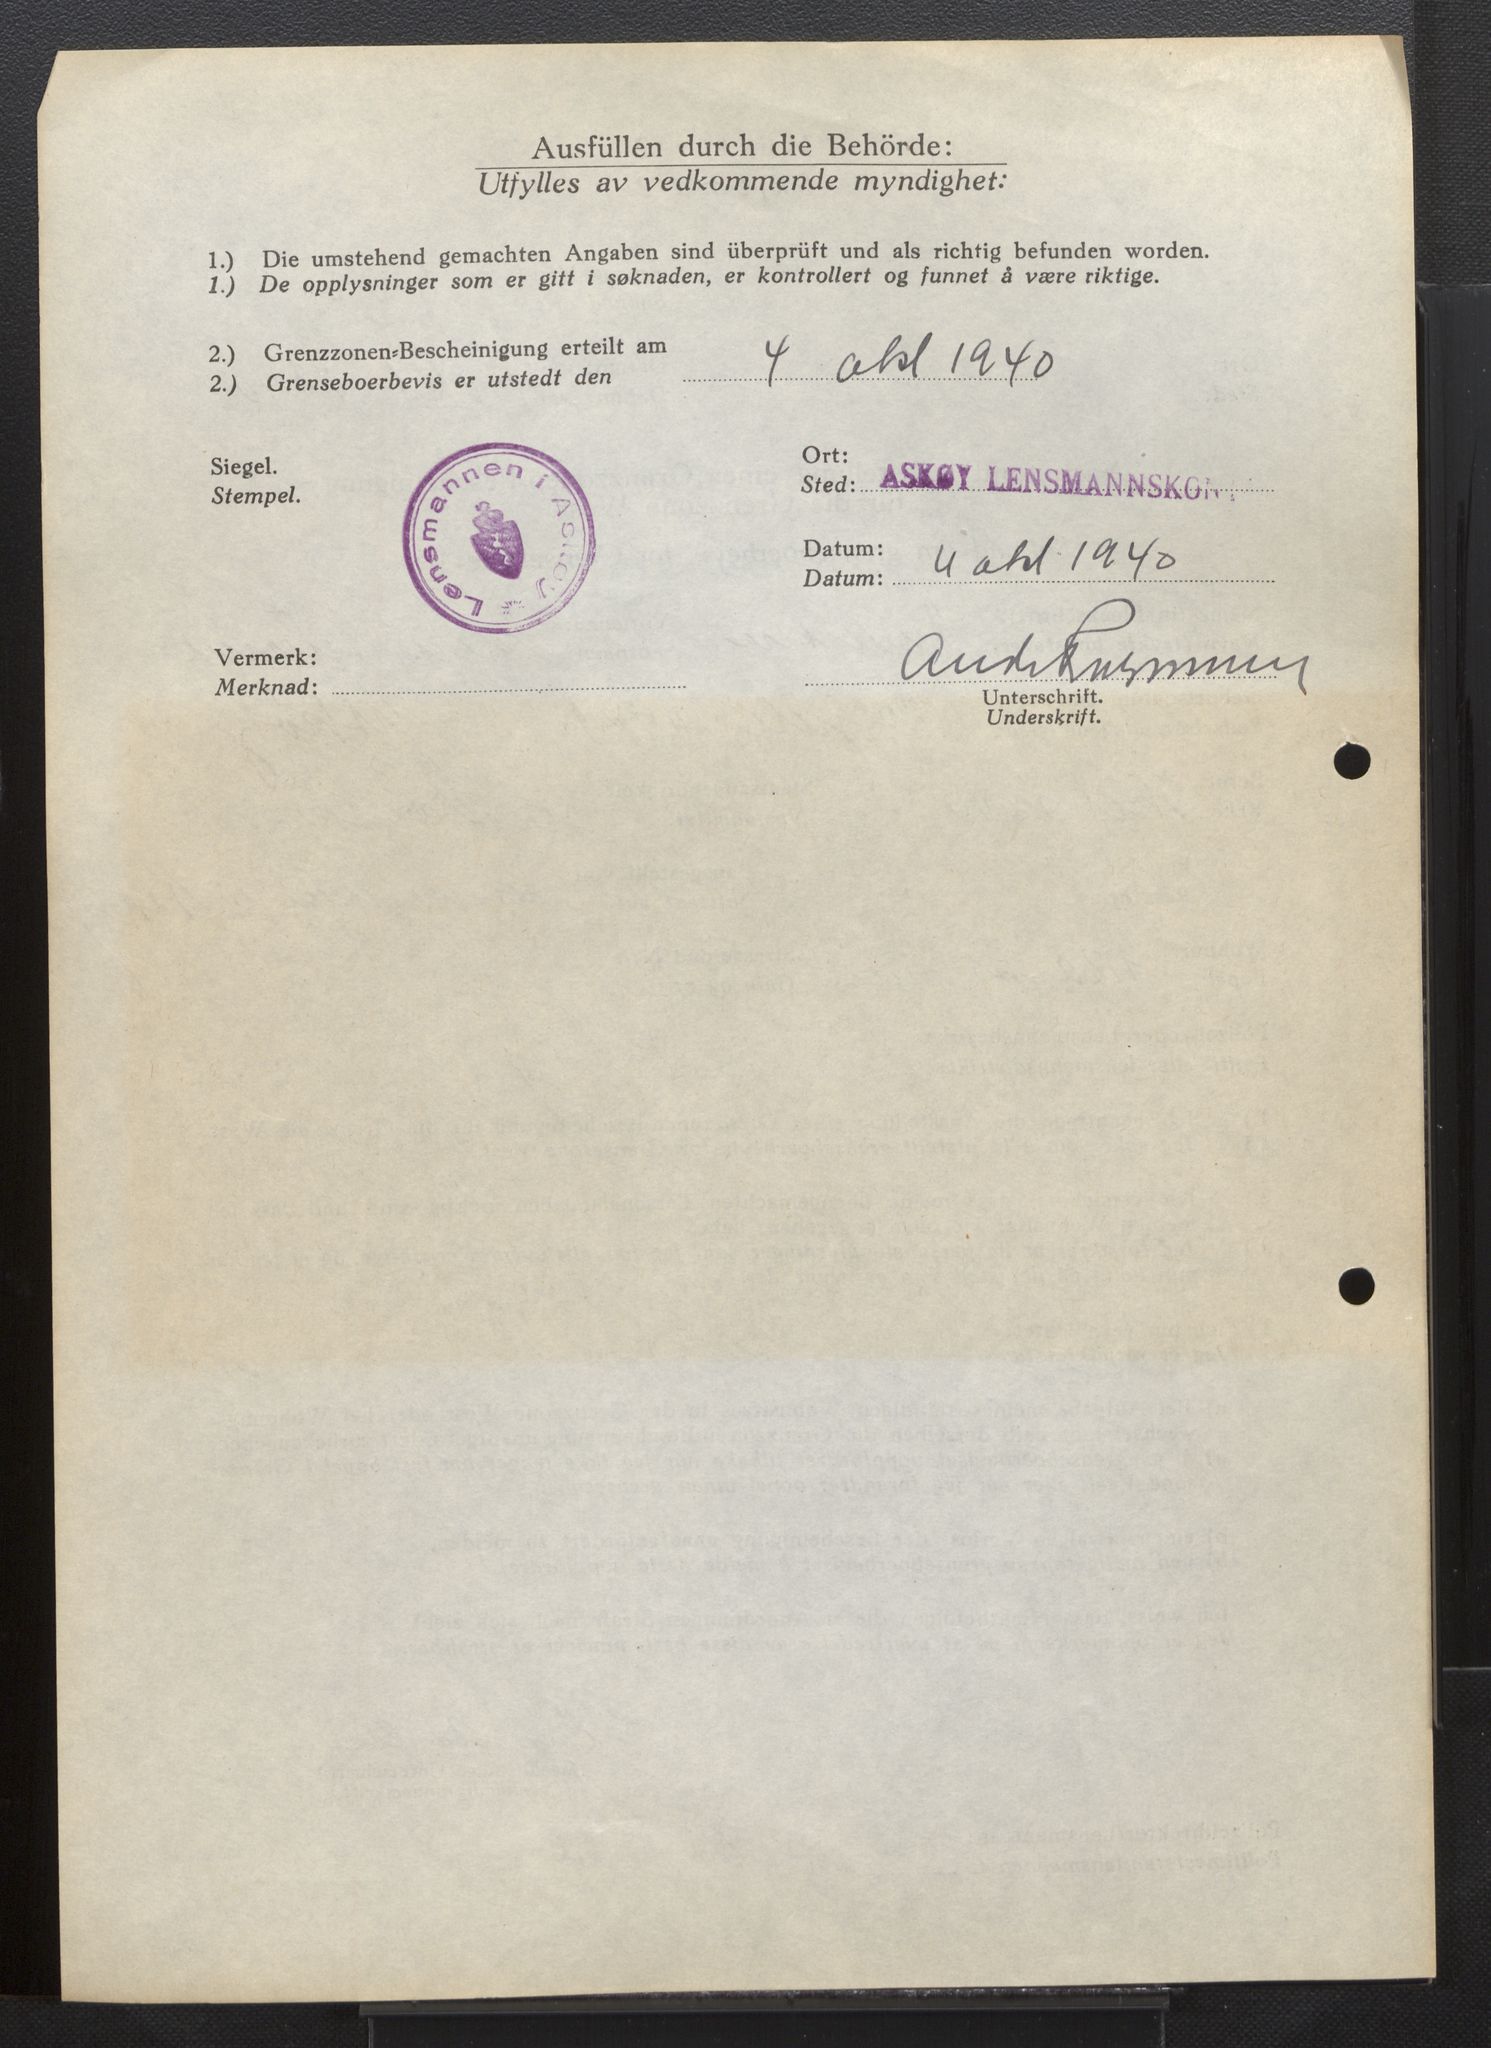 Ausfüllen durch die Behörde:
Utfylles av vedkommende myndighet:
1.) Die umstehend gemachten Angaben sind überprüft und als richtig befunden worden.
1.) De opplysninger som er gitt i søknaden, er kontrollert og funnet å være riktige.
2.) Grenzzonen-Bescheinigung erteilt am
2.) Grenseboerbevis er utstedt den 4 okt 1940
Siegel.
Stempel.
Lensmannen i Askøy *
Ort:
Sted: ASKØY LENSMANNSKON
Datum:
Datum: 4 okt 1940
Vermerk:
Merknad:
Unterschrift.
Underskrift.